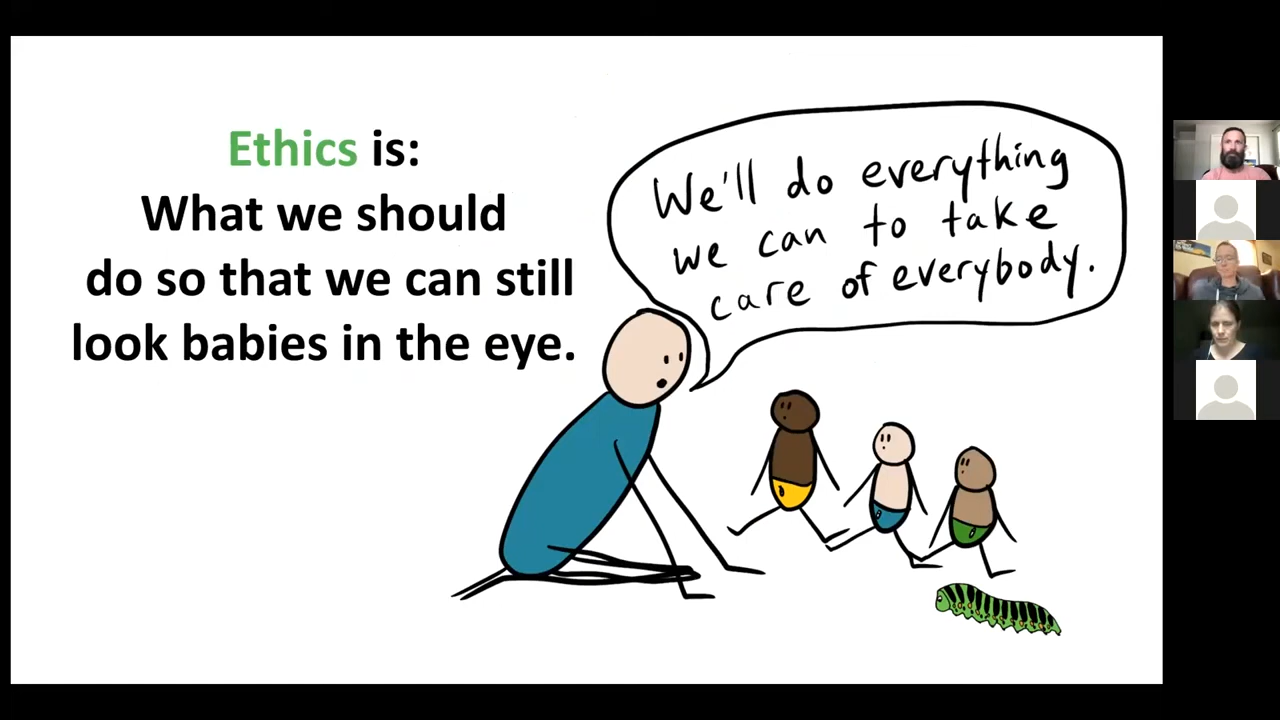 Ethics is:
What we should
do so that we can still
look babies in the eye.
We'll do everything
we can to take
care of everybody.